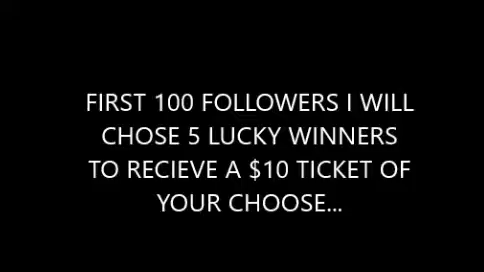 FIRST 100 FOLLOWERS I WILL
CHOSE 5 LUCKY WINNERS
TO RECIEVE A $10 TICKET OF
YOUR CHOOSE...